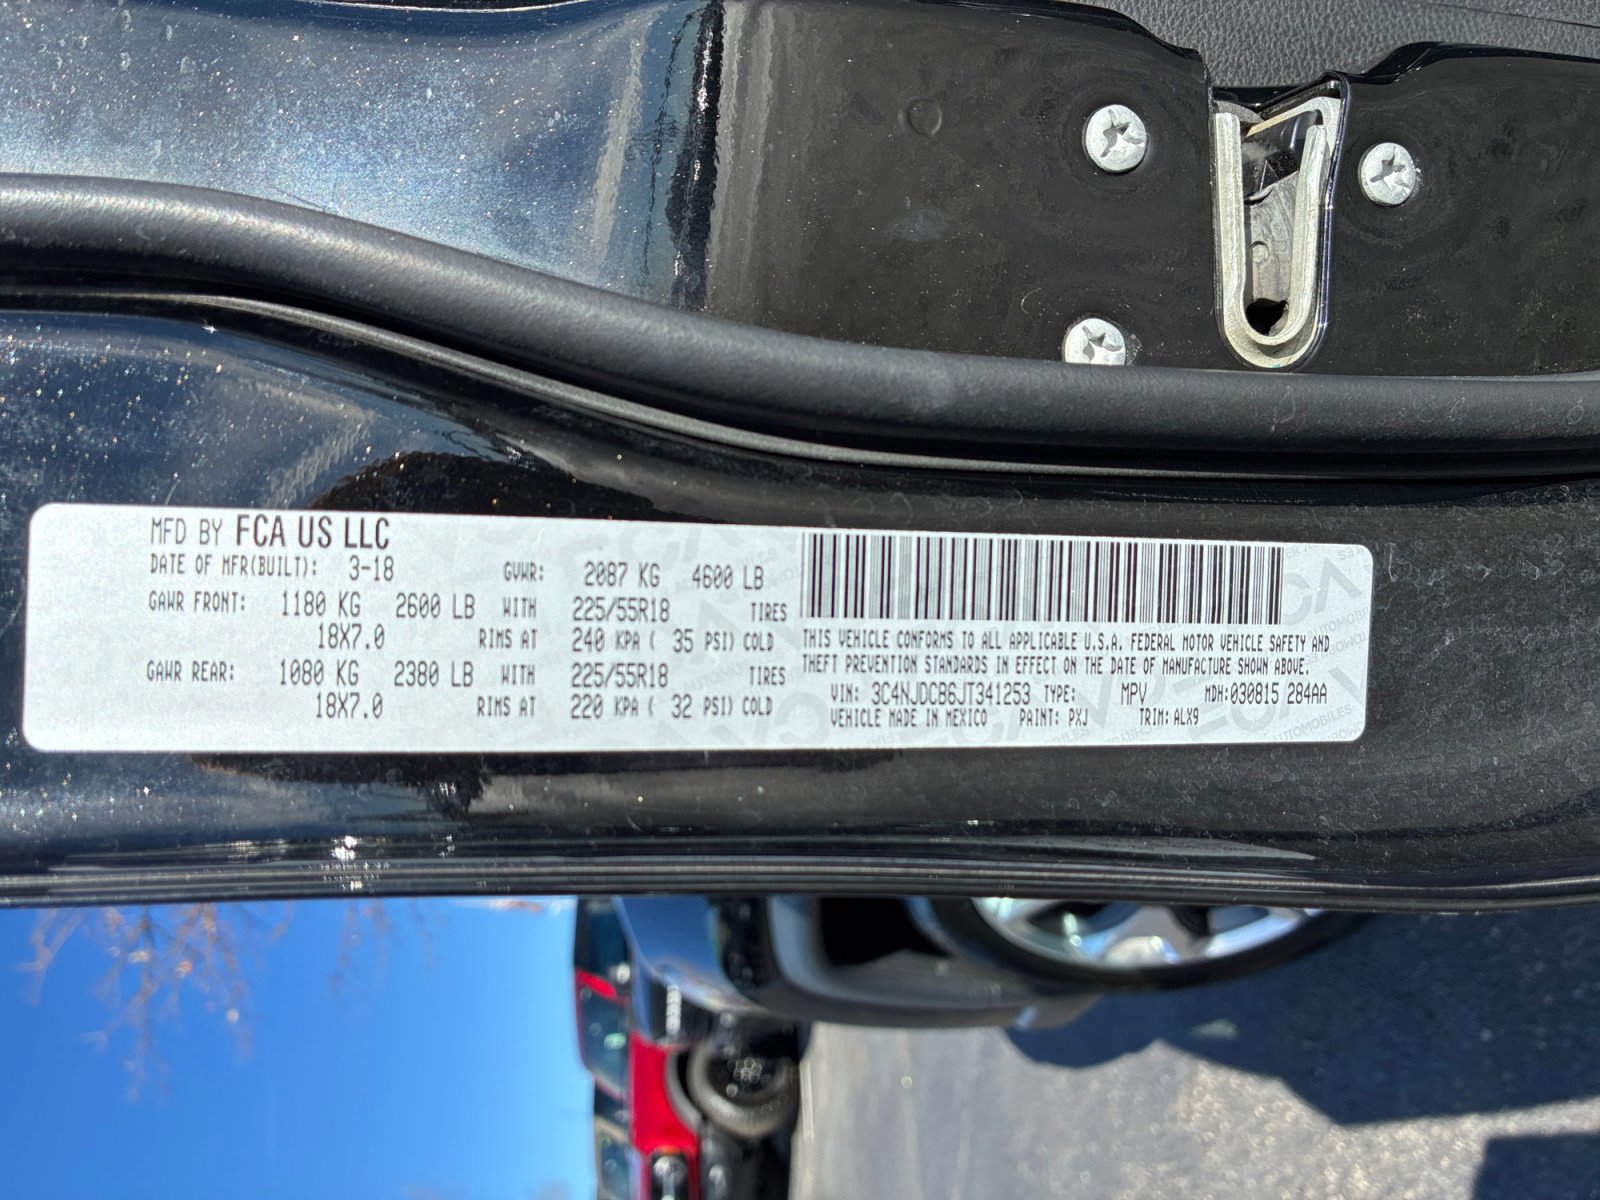 MFD BY FCA US LLC
DATE OF MFR(BUILT): 3-18 GVWR: 2087 KG 4600 LB
GAWR FRONT: 1180 KG 2600 LB WITH 225/55R18 TIRES
18X7.0 RIMS AT 240 KPA ( 35 PSI) COLD
GAWR REAR: 1080 KG 2380 LB WITH 225/55R18 TIRES
18X7.0 RIMS AT 220 KPA ( 32 PSI) COLD
THIS VEHICLE CONFORMS TO ALL APPLICABLE U.S.A. FEDERAL MOTOR VEHICLE SAFETY AND
THEFT PREVENTION STANDARDS IN EFFECT ON THE DATE OF MANUFACTURE SHOWN ABOVE.
VIN: 3C4NJDCB6JT341253 TYPE: MPV MDH:030815 284AA
VEHICLE MADE IN MEXICO PAINT: PXJ TRIM: ALX9